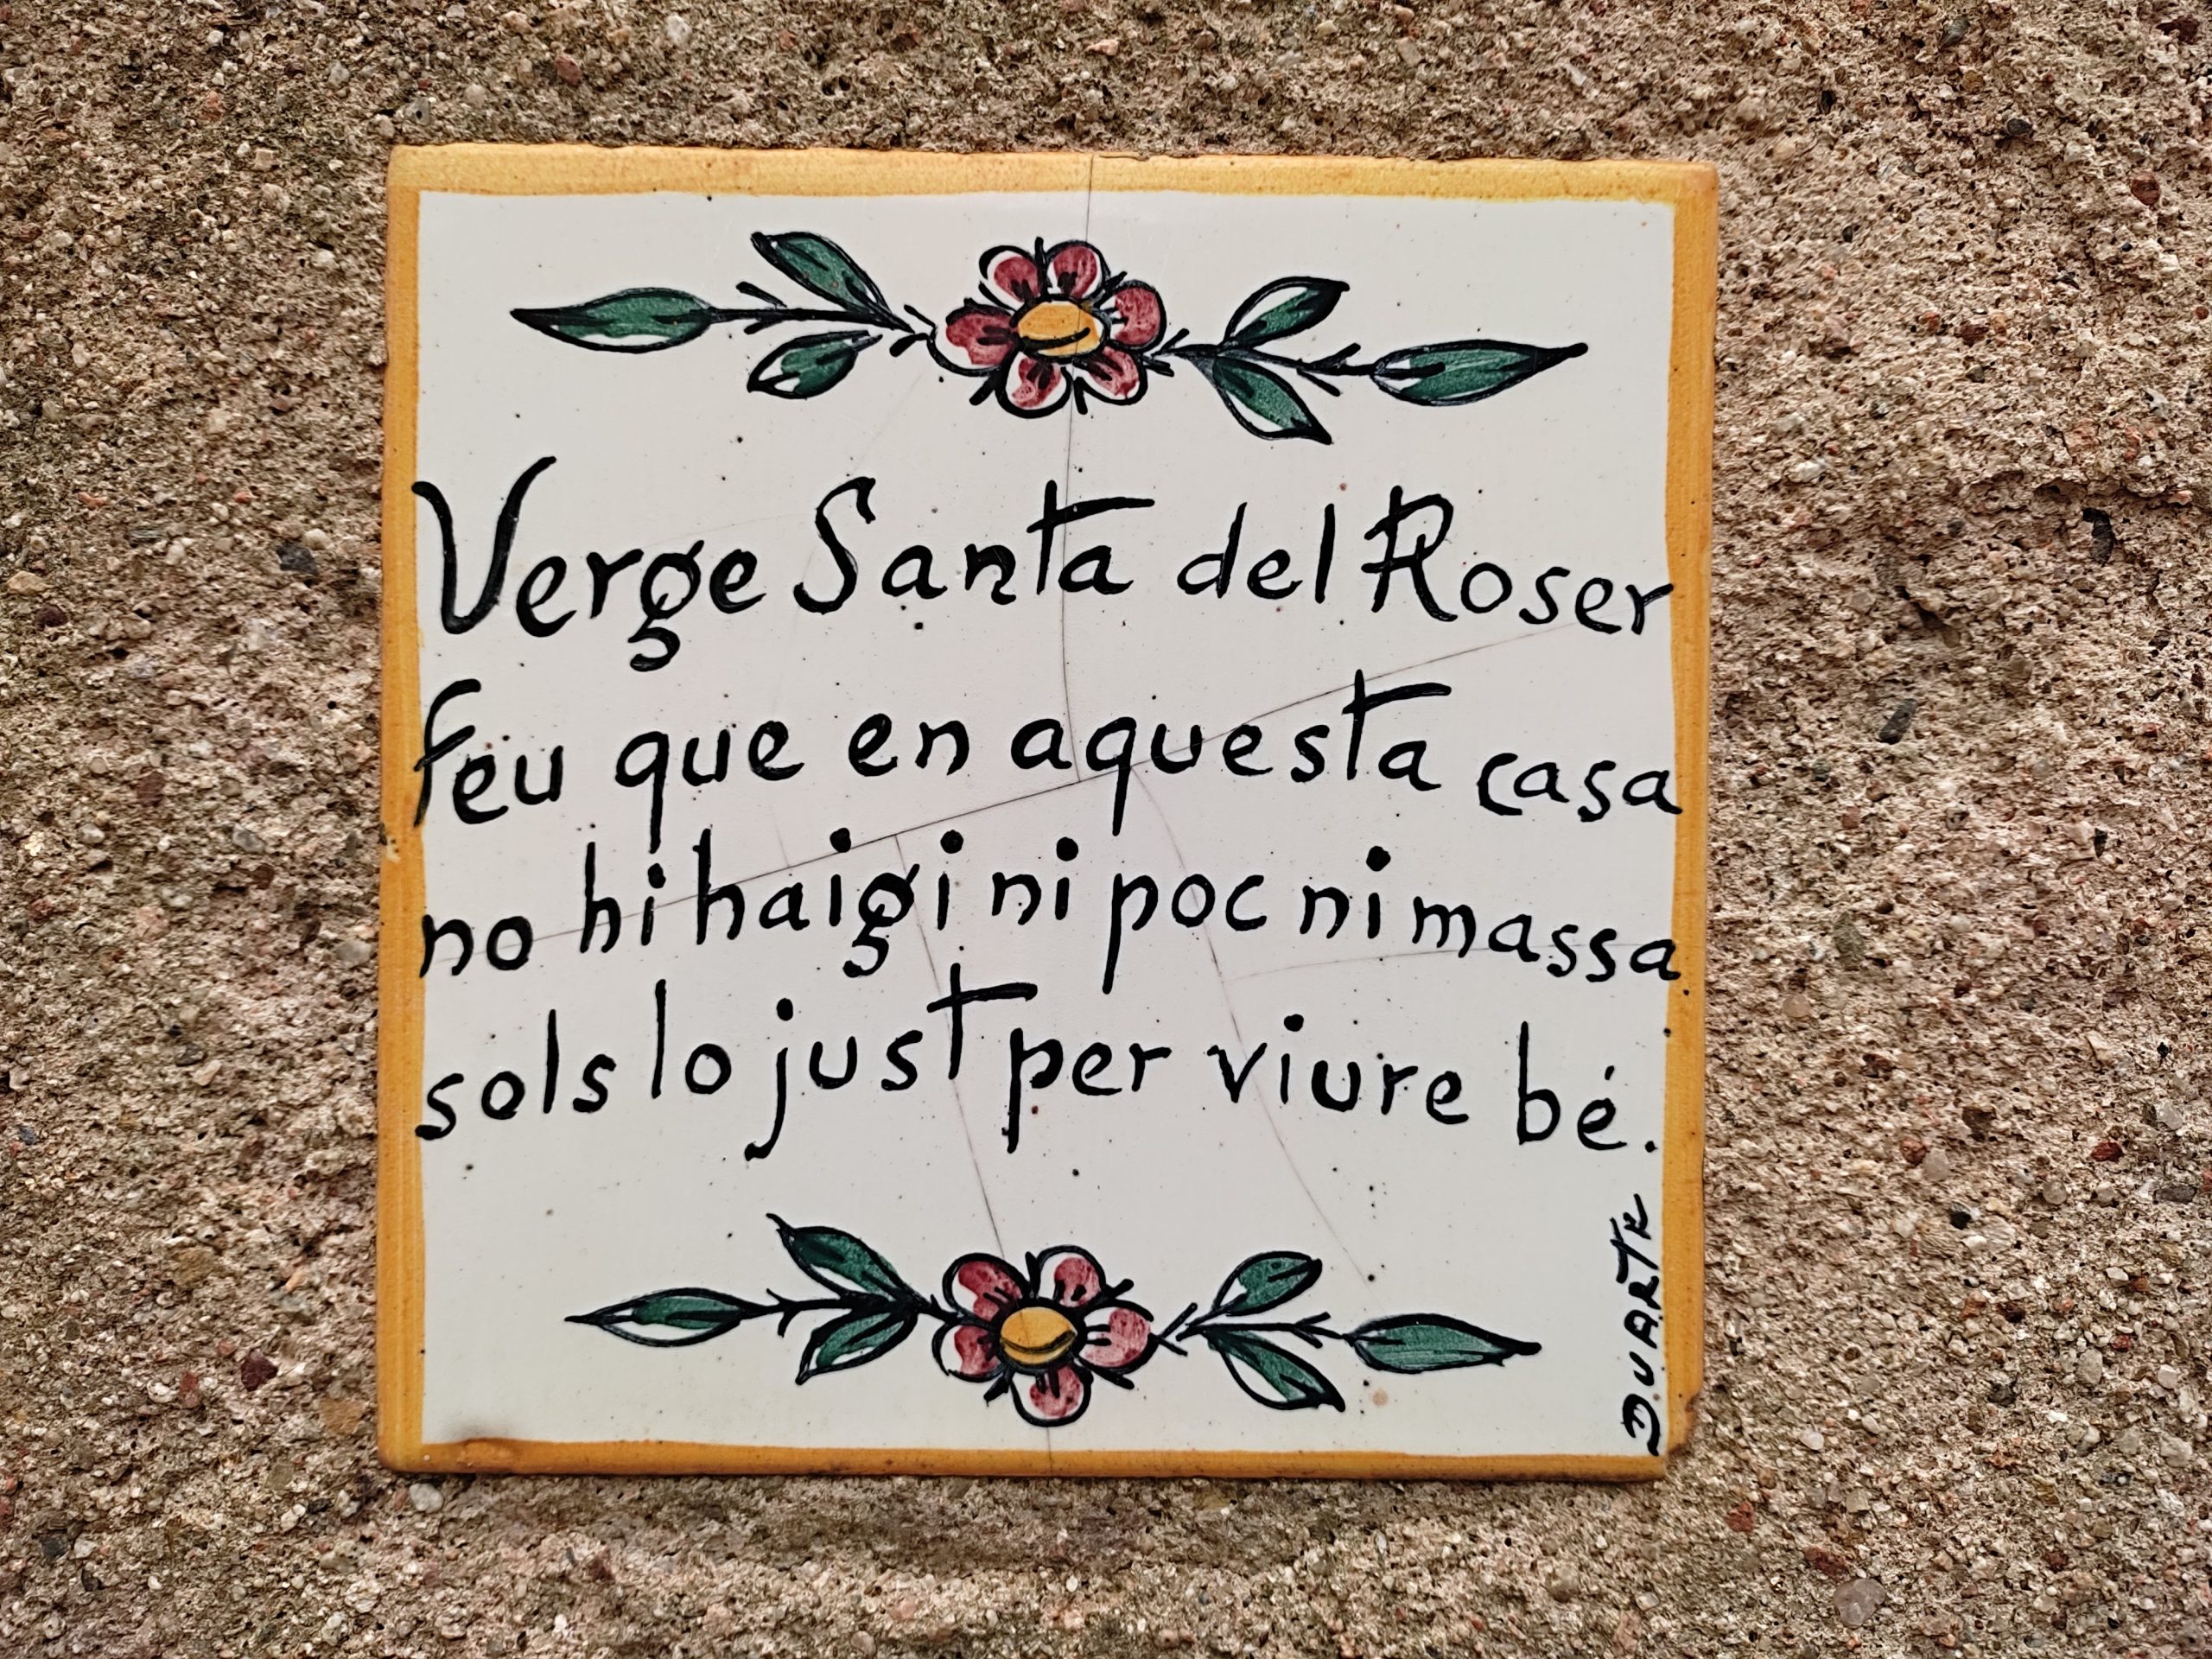 Verge Santa del Roser
feu que en aquesta casa
no hi haigi ni poc ni massa
sols lo just per viure bé.
DUARTE